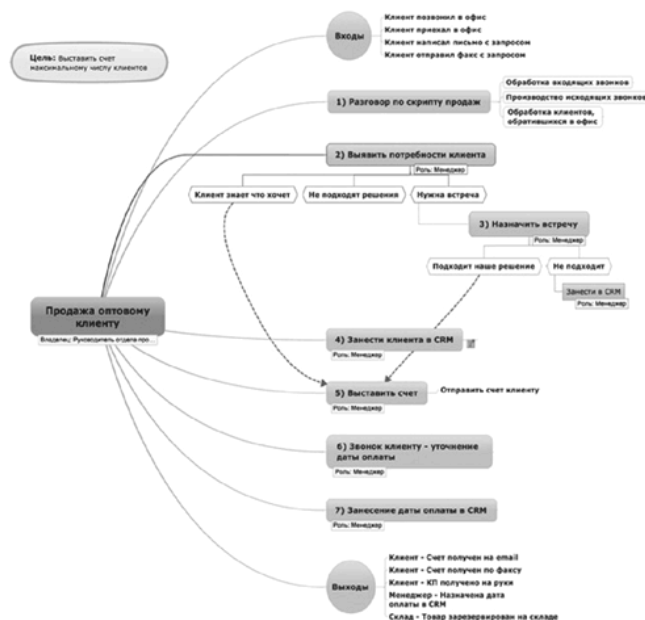 Цель: Выставить счет
максимальному числу клиентов
Входы
Клиент позвонил в офис
Клиент приехал в офис
Клиент написал письмо с запросом
Клиент отправил факс с запросом
1) Разговор по скрипту продаж
Обработка входящих звонков
Производство исходящих звонков
Обработка клиентов,
обратившихся в офис
2) Выявить потребности клиента
Роль: Менеджер
Клиент знает что хочет
Не подходят решения
Нужна встреча
3) Назначить встречу
Роль: Менеджер
Подходит наше решение
Не подходит
Занести в CRM
Роль: Менеджер
Продажа оптовому
клиенту
Владелец: Руководитель отдела про...
4) Занести клиента в CRM
Роль: Менеджер
5) Выставить счет
Роль: Менеджер
Отправить счет клиенту
6) Звонок клиенту - уточнение
даты оплаты
Роль: Менеджер
7) Занесение даты оплаты в CRM
Роль: Менеджер
Выходы
Клиент - Счет получен на email
Клиент - Счет получен по факсу
Клиент - КП получено на руки
Менеджер - Назначена дата
оплаты в CRM
Склад - Товар зарезервирован на складе